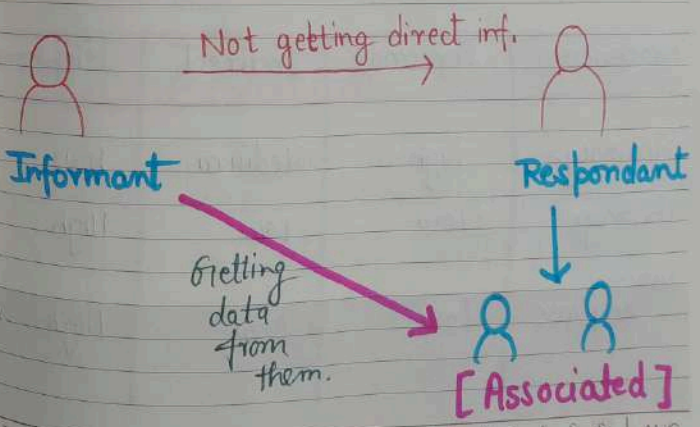 Not getting direct inf.
Informant
Respondant
Getting
data
from
them.
[Associated]